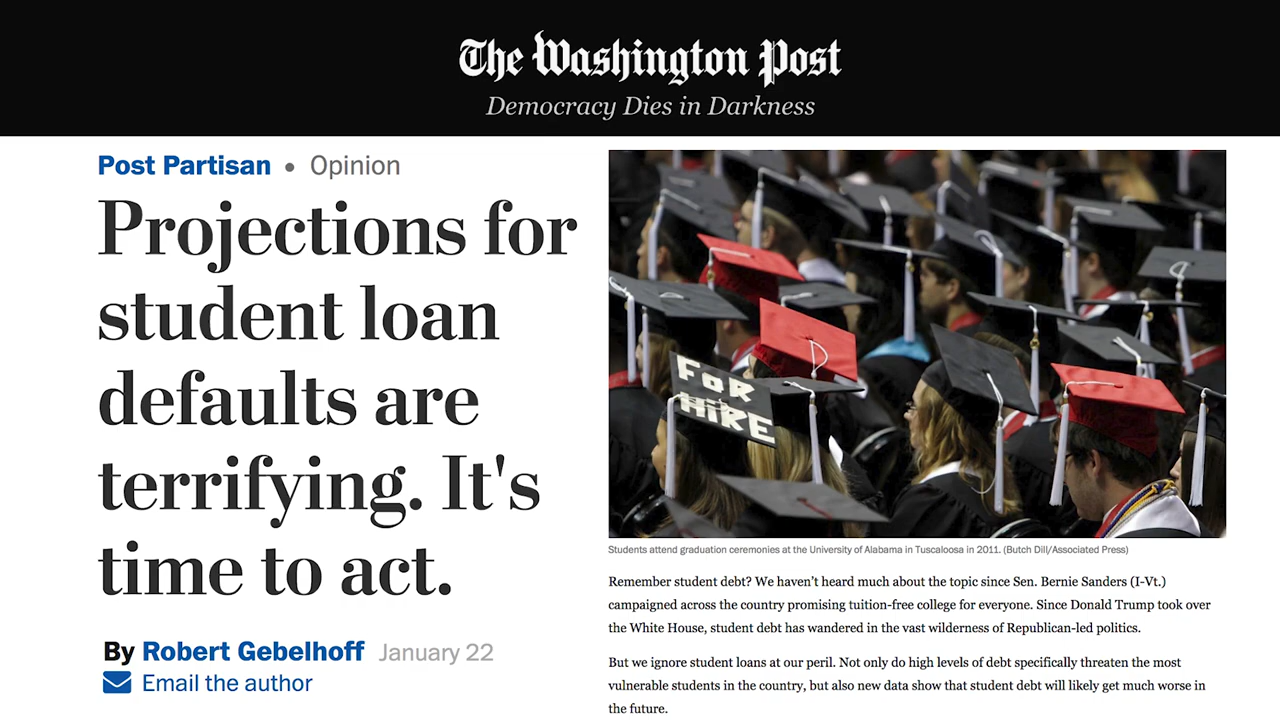 The Washington Post
Democracy Dies in Darkness
Post Partisan • Opinion
Projections for
student loan
defaults are
terrifying. It's
time to act.
By Robert Gebelhoff January 22
Email the author
FOR
HiRE
Students attend graduation ceremonies at the University of Alabama in Tuscaloosa in 2011. (Butch Dill/Associated Press)
Remember student debt? We haven’t heard much about the topic since Sen. Bernie Sanders (I-Vt.)
campaigned across the country promising tuition-free college for everyone. Since Donald Trump took over
the White House, student debt has wandered in the vast wilderness of Republican-led politics.
But we ignore student loans at our peril. Not only do high levels of debt specifically threaten the most
vulnerable students in the country, but also new data show that student debt will likely get much worse in
the future.